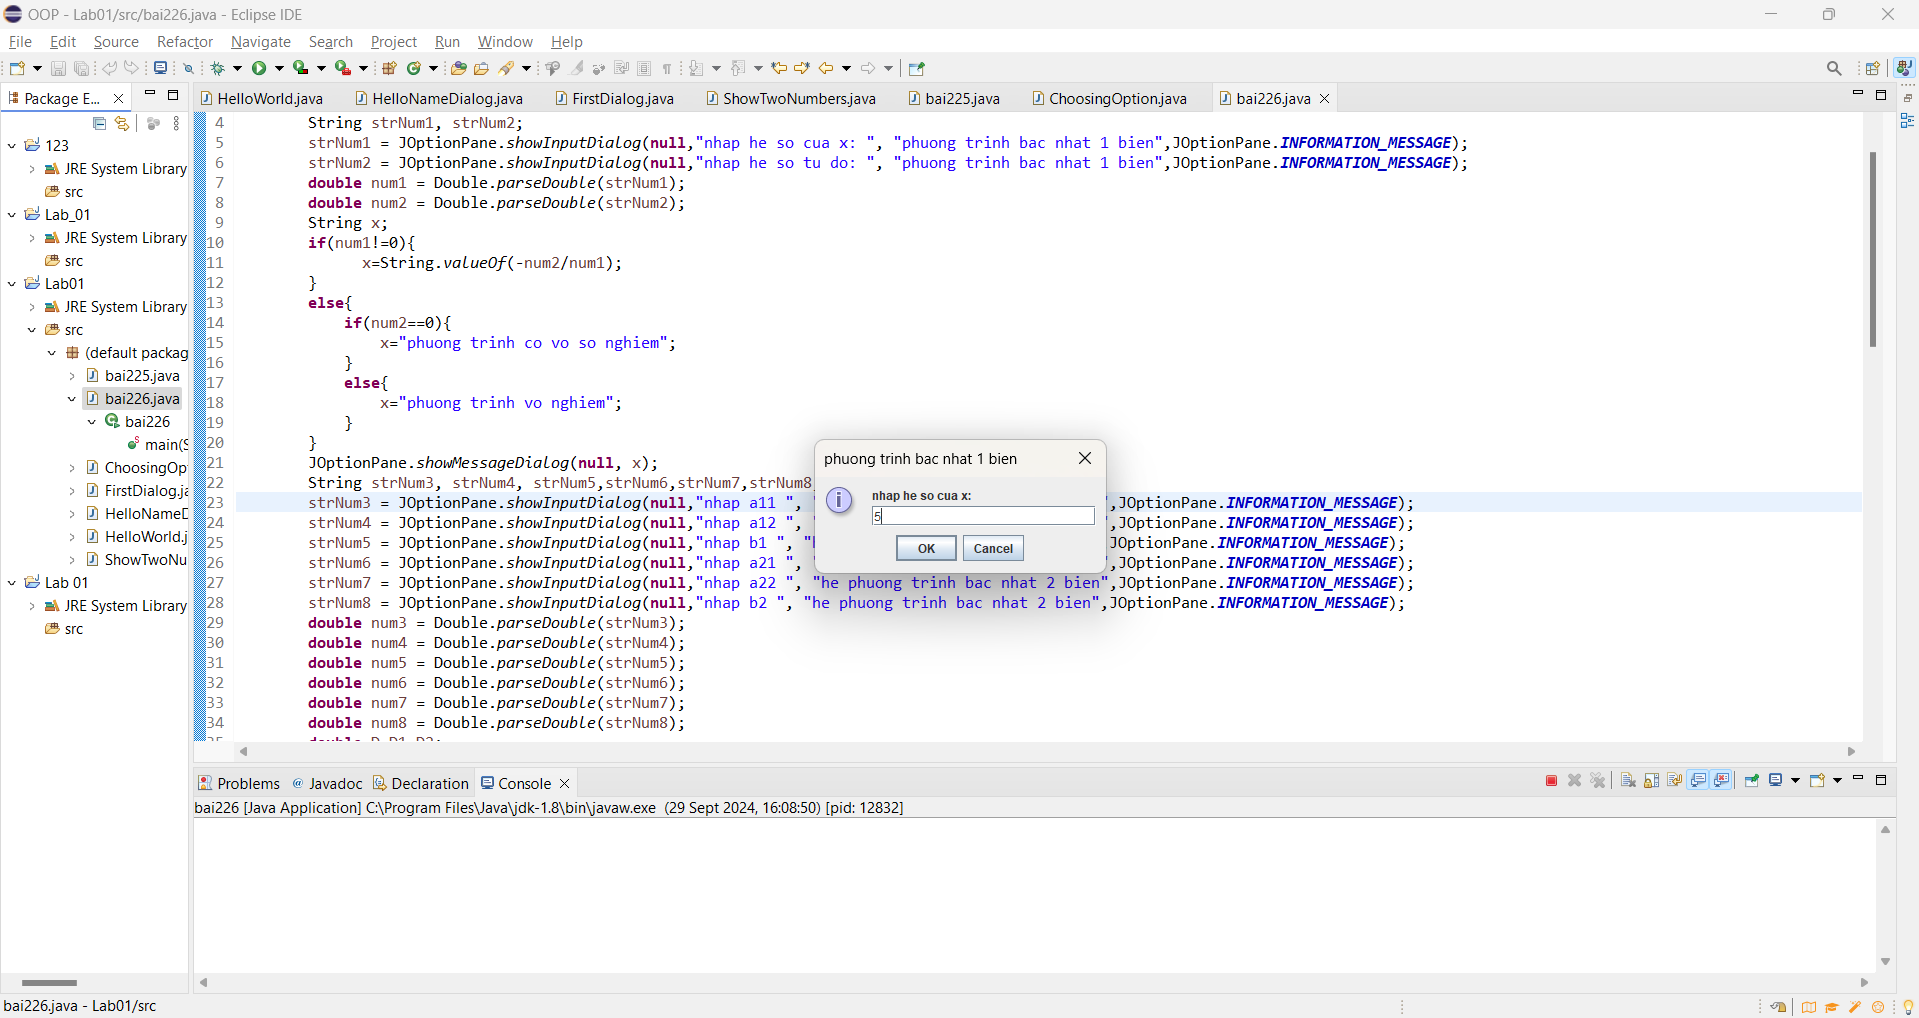 OOP - Lab01/src/bai226.java - Eclipse IDE
File Edit Source Refactor Navigate Search Project Run Window Help
Package E...
HelloWorld.java HelloNameDialog.java FirstDialog.java ShowTwoNumbers.java bai225.java ChoosingOption.java bai226.java
123
JRE System Library
src
Lab_01
JRE System Library
src
Lab01
JRE System Library
src
(default packag
bai225.java
bai226.java
bai226
main(S
ChoosingOp
FirstDialog.ja
HelloNameD
HelloWorld.j
ShowTwoNu
Lab 01
JRE System Library
src
4 String strNum1, strNum2;
5 strNum1 = JOptionPane.showInputDialog(null,"nhap he so cua x: ", "phuong trinh bac nhat 1 bien",JOptionPane.INFORMATION_MESSAGE);
6 strNum2 = JOptionPane.showInputDialog(null,"nhap he so tu do: ", "phuong trinh bac nhat 1 bien",JOptionPane.INFORMATION_MESSAGE);
7 double num1 = Double.parseDouble(strNum1);
8 double num2 = Double.parseDouble(strNum2);
9 String x;
10 if(num1!=0){
11 x=String.valueOf(-num2/num1);
12 }
13 else{
14 if(num2==0){
15 x="phuong trinh co vo so nghiem";
16 }
17 else{
18 x="phuong trinh vo nghiem";
19 }
20 }
21 JOptionPane.showMessageDialog(null, x);
22 String strNum3, strNum4, strNum5,strNum6,strNum7,strNum8
23 strNum3 = JOptionPane.showInputDialog(null,"nhap a11 ", ",JOptionPane.INFORMATION_MESSAGE);
24 strNum4 = JOptionPane.showInputDialog(null,"nhap a12 ", ",JOptionPane.INFORMATION_MESSAGE);
25 strNum5 = JOptionPane.showInputDialog(null,"nhap b1 ", " JOptionPane.INFORMATION_MESSAGE);
26 strNum6 = JOptionPane.showInputDialog(null,"nhap a21 ", ",JOptionPane.INFORMATION_MESSAGE);
27 strNum7 = JOptionPane.showInputDialog(null,"nhap a22 ", "he phuong trinh bac nhat 2 bien",JOptionPane.INFORMATION_MESSAGE);
28 strNum8 = JOptionPane.showInputDialog(null,"nhap b2 ", "he phuong trinh bac nhat 2 bien",JOptionPane.INFORMATION_MESSAGE);
29 double num3 = Double.parseDouble(strNum3);
30 double num4 = Double.parseDouble(strNum4);
31 double num5 = Double.parseDouble(strNum5);
32 double num6 = Double.parseDouble(strNum6);
33 double num7 = Double.parseDouble(strNum7);
34 double num8 = Double.parseDouble(strNum8);
phuong trinh bac nhat 1 bien
nhap he so cua x:
5
OK Cancel
Problems @ Javadoc Declaration Console
bai226 [Java Application] C:\Program Files\Java\jdk-1.8\bin\javaw.exe (29 Sept 2024, 16:08:50) [pid: 12832]
bai226.java - Lab01/src